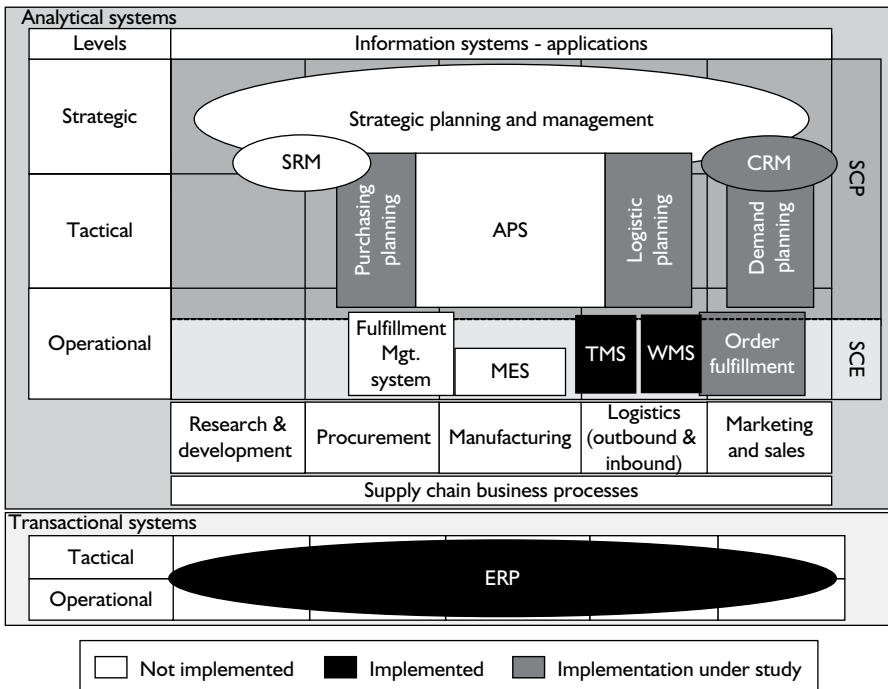 Analytical systems
Levels
Information systems - applications
Strategic
Strategic planning and management
SRM
CRM
SCP
Tactical
Purchasing
planning
APS
Logistic
planning
Demand
planning
Operational
Fulfillment
Mgt.
system
MES
TMS
WMS
Order
fulfillment
SCE
Research &
development
Procurement
Manufacturing
Logistics
(outbound &
inbound)
Marketing
and sales
Supply chain business processes
Transactional systems
Tactical
ERP
Operational
Not implemented
Implemented
Implementation under study